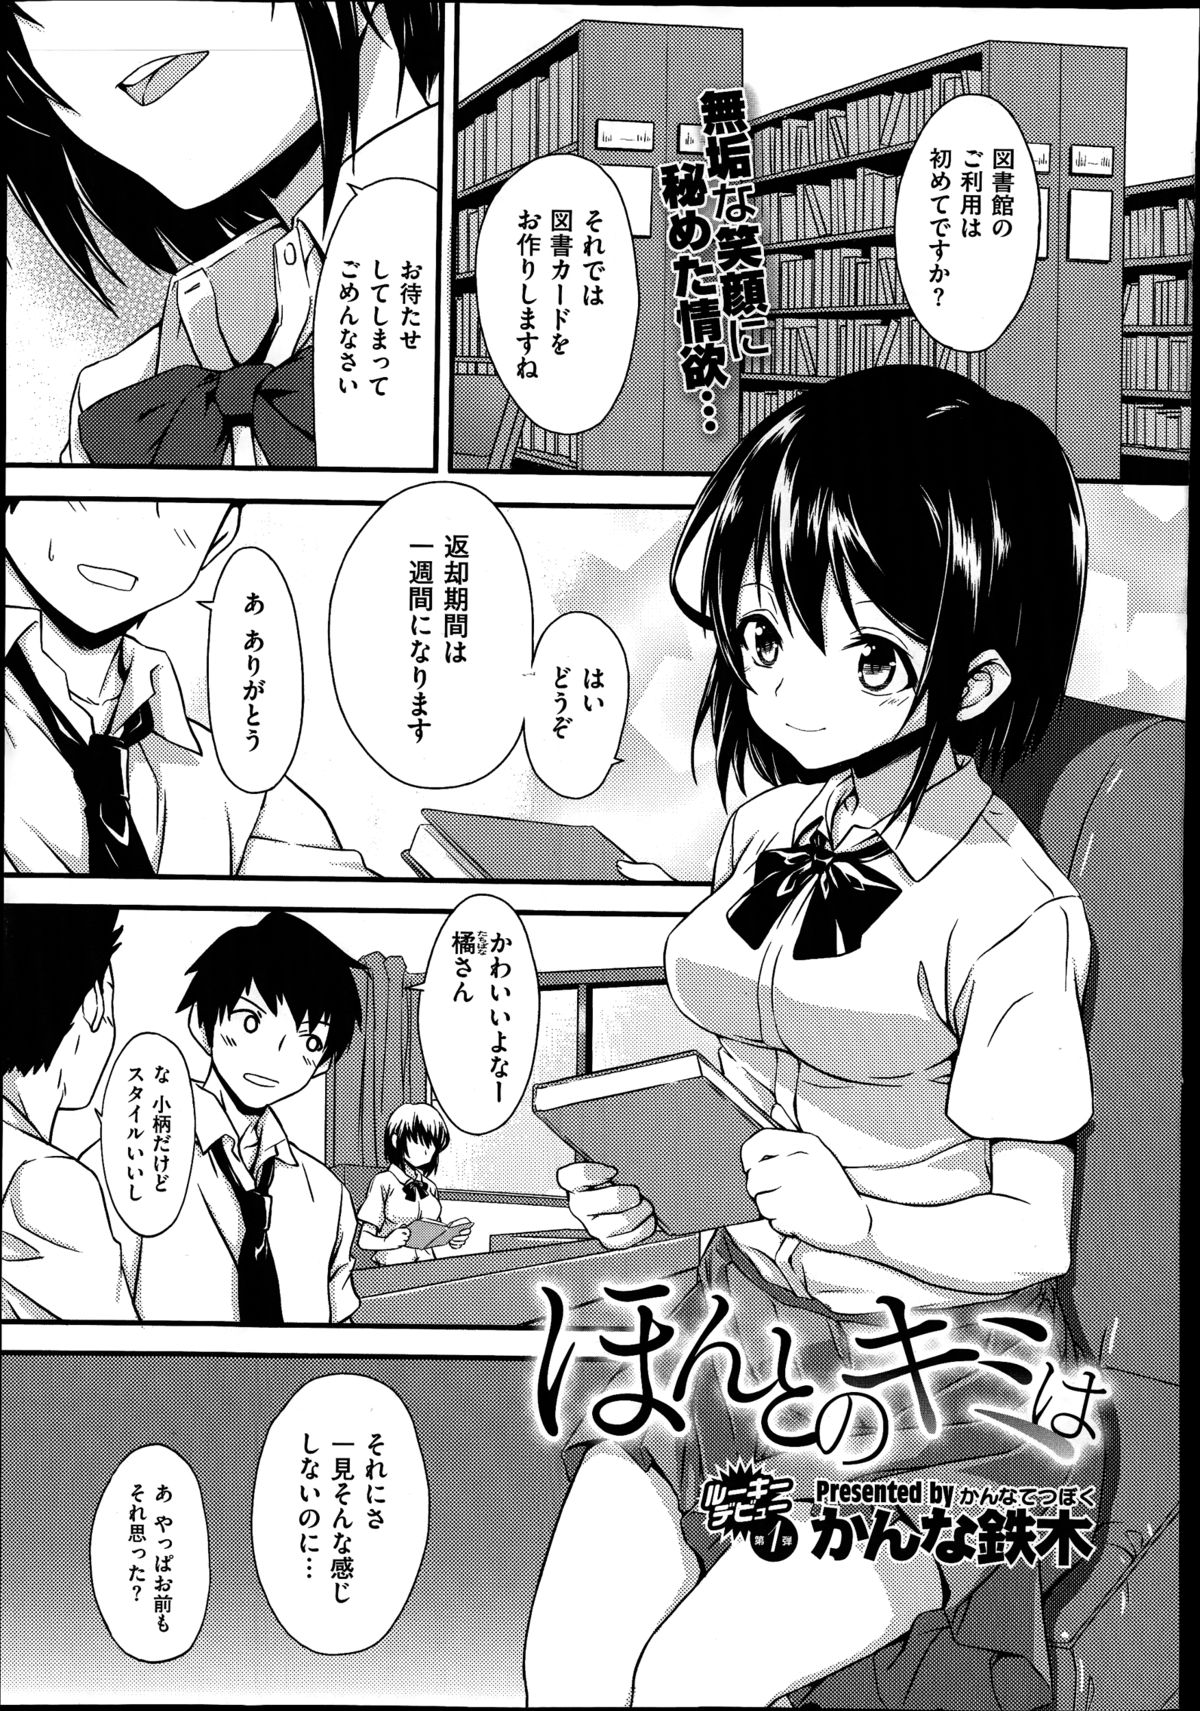 図書館の
ご利用は
初めてですか?
無垢な笑顔に
秘めた情欲…
それでは
図書カードを
お作りしますね
お待たせ
してしまって
ごめんなさい
はい
どうぞ
返却期間は
一週間になります
あ ありがとう
かわいいよなー
橘さん
たちばな
な 小柄だけど
スタイルいいし
それにさ
一見そんな感じ
しないのに…
あ やっぱお前も
それ思った?
ほんとのキミは
ルーキー
デビュー
第1弾
Presented by かんなてつぼく
かんな鉄木